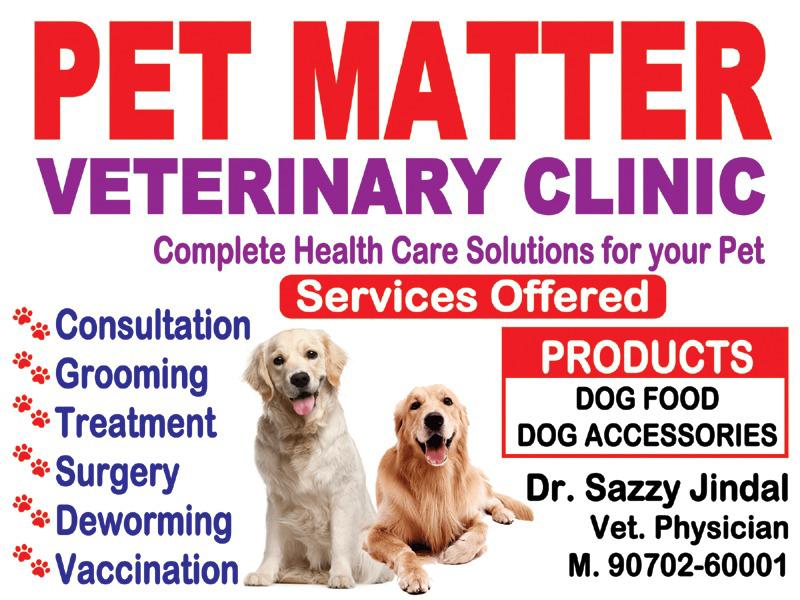 PET MATTER
VETERINARY CLINIC
Complete Health Care Solutions for your Pet
Services Offered
Consultation
Grooming
Treatment
Surgery
Deworming
Vaccination
PRODUCTS
DOG FOOD
DOG ACCESSORIES
Dr. Sazzy Jindal
Vet. Physician
M. 90702-60001